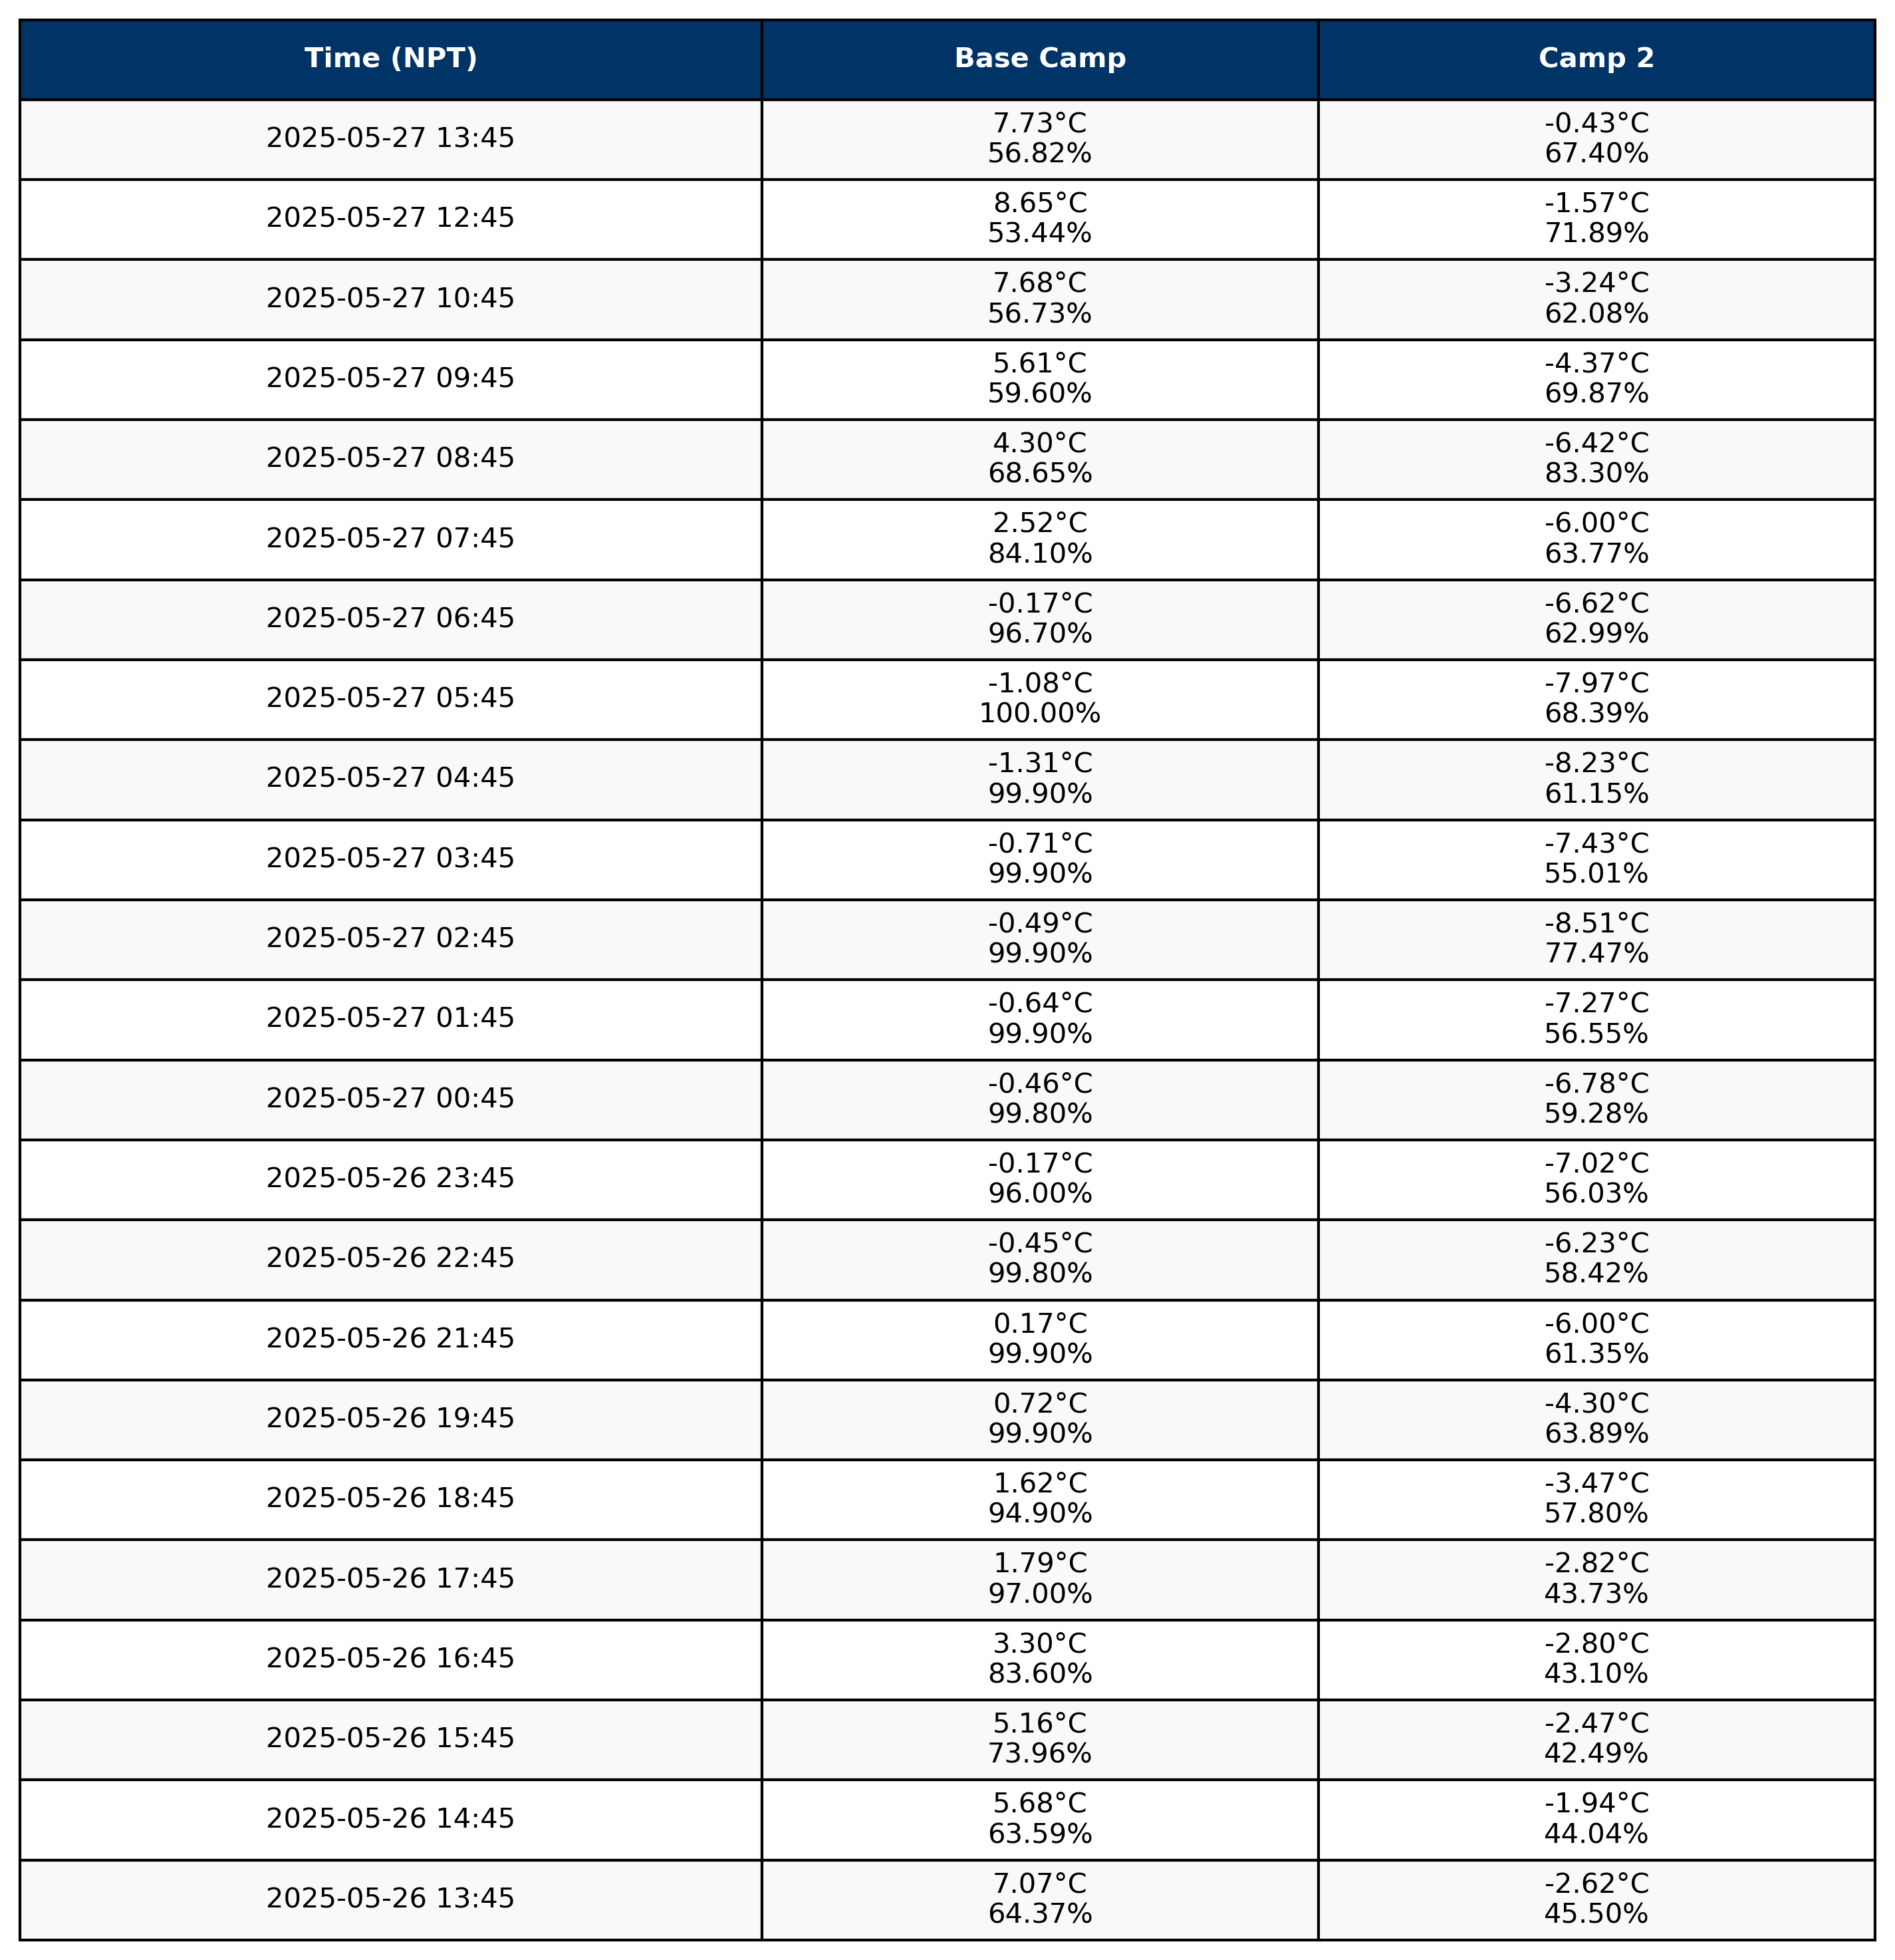 Time (NPT) Base Camp Camp 2
7.73°C -0.43°C
2025-05-27 13:45
56.82% 67.40%
8.65°C -1.57°C
2025-05-27 12:45
53.44% 71.89%
7.68°C -3.24°C
2025-05-27 10:45
56.73% 62.08%
5.61°C -4.37°C
2025-05-27 09:45
59.60% 69.87%
4.30°C -6.42°C
2025-05-27 08:45
68.65% 83.30%
2.52°C -6.00°C
2025-05-27 07:45
84.10% 63.77%
-0.17°C -6.62°C
2025-05-27 06:45
96.70% 62.99%
-1.08°C -7.97°C
2025-05-27 05:45
100.00% 68.39%
-1.31°C -8.23°C
2025-05-27 04:45
99.90% 61.15%
-0.71°C -7.43°C
2025-05-27 03:45
99.90% 55.01%
-0.49°C -8.51°C
2025-05-27 02:45
99.90% 77.47%
-0.64°C -7.27°C
2025-05-27 01:45
99.90% 56.55%
-0.46°C -6.78°C
2025-05-27 00:45
99.80% 59.28%
-0.17°C -7.02°C
2025-05-26 23:45
96.00% 56.03%
-0.45°C -6.23°C
2025-05-26 22:45
99.80% 58.42%
0.17°C -6.00°C
2025-05-26 21:45
99.90% 61.35%
0.72°C -4.30°C
2025-05-26 19:45
99.90% 63.89%
1.62°C -3.47°C
2025-05-26 18:45
94.90% 57.80%
1.79°C -2.82°C
2025-05-26 17:45
97.00% 43.73%
3.30°C -2.80°C
2025-05-26 16:45
83.60% 43.10%
5.16°C -2.47°C
2025-05-26 15:45
73.96% 42.49%
5.68°C -1.94°C
2025-05-26 14:45
63.59% 44.04%
7.07°C -2.62°C
2025-05-26 13:45
64.37% 45.50%